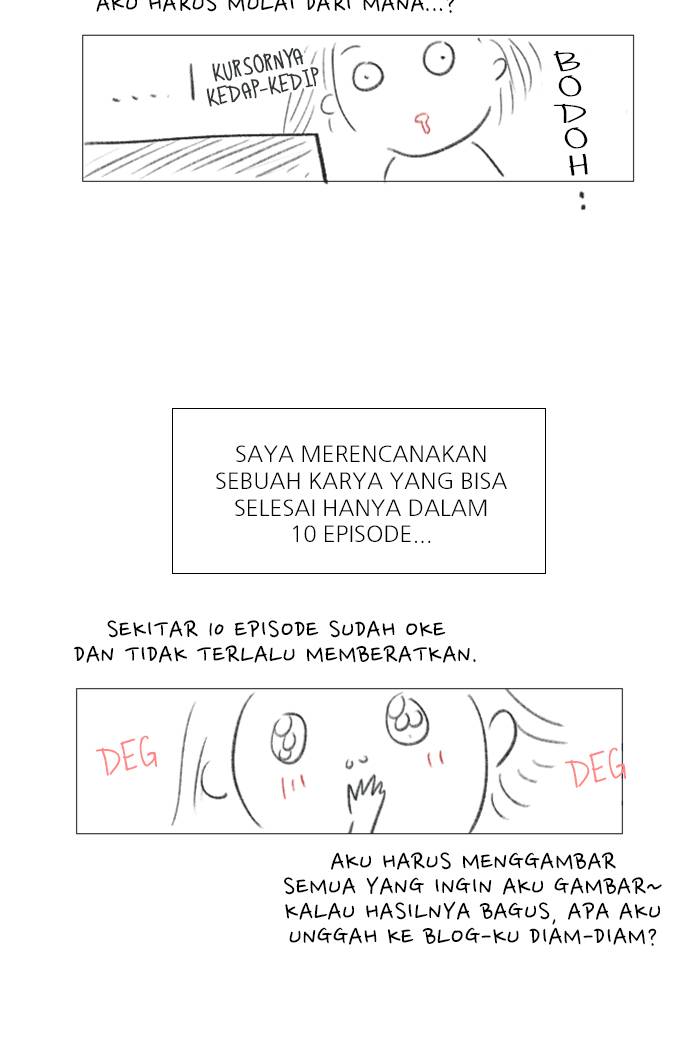 AKU HARUS MULAI DARI MANA...?
KURSORNYA
KEDAP-KEDIP
BODOH :
SAYA MERENCANAKAN
SEBUAH KARYA YANG BISA
SELESAI HANYA DALAM
10 EPISODE...
SEKITAR 10 EPISODE SUDAH OKE
DAN TIDAK TERLALU MEMBERATKAN.
DEG
DEG
AKU HARUS MENGGAMBAR
SEMUA YANG INGIN AKU GAMBAR~
KALAU HASILNYA BAGUS, APA AKU
UNGGAH KE BLOG-KU DIAM-DIAM?